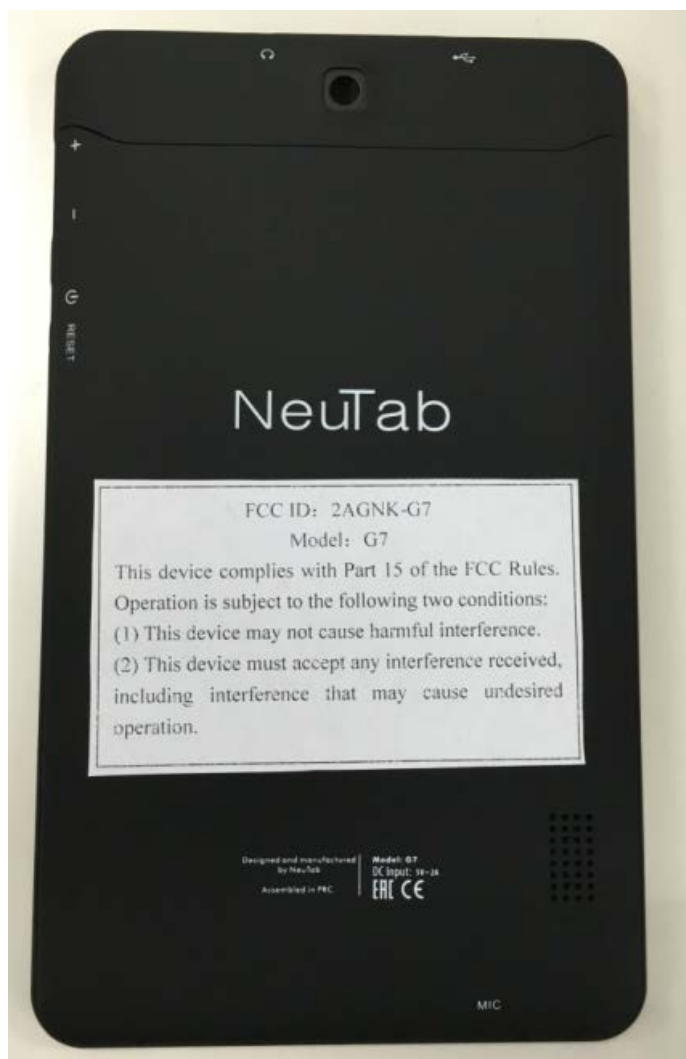 +
−
RESET
NeuTab
FCC ID: 2AGNK-G7
Model: G7
This device complies with Part 15 of the FCC Rules.
Operation is subject to the following two conditions:
(1) This device may not cause harmful interference.
(2) This device must accept any interference received,
including interference that may cause undesired
operation.
Designed and manufactured
by NeuTab
Assembled in PRC
Model: G7
DC Input: 5V-2A
EAC CE
MIC